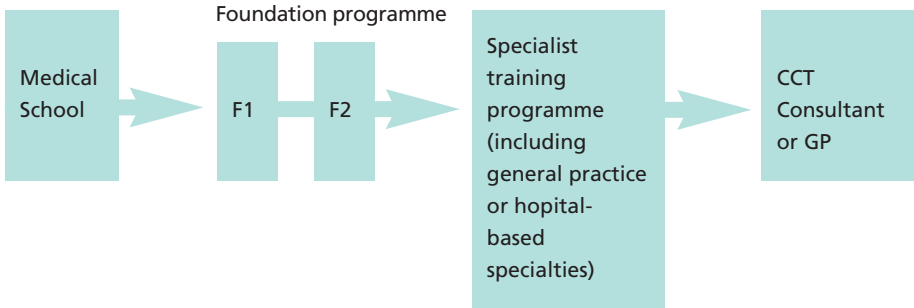 Foundation programme
Medical
School
F1
F2
Specialist
training
programme
(including
general practice
or hopital-
based
specialties)
CCT
Consultant
or GP